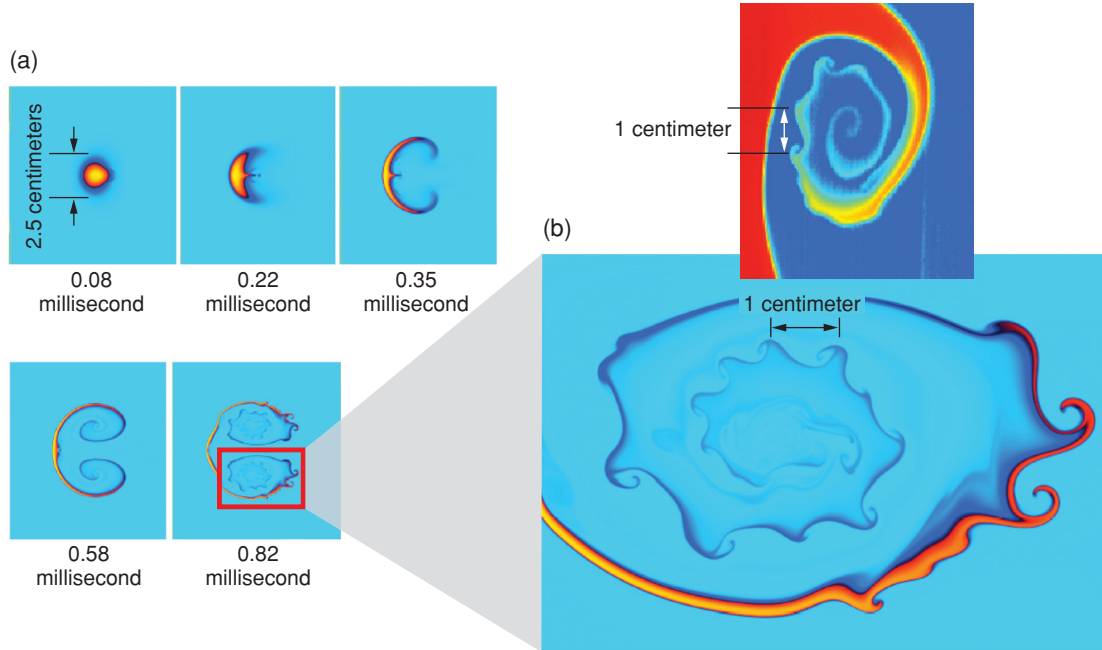 (a)
2.5 centimeters
0.08
millisecond
0.22
millisecond
0.35
millisecond
0.58
millisecond
0.82
millisecond
1 centimeter
(b)
1 centimeter